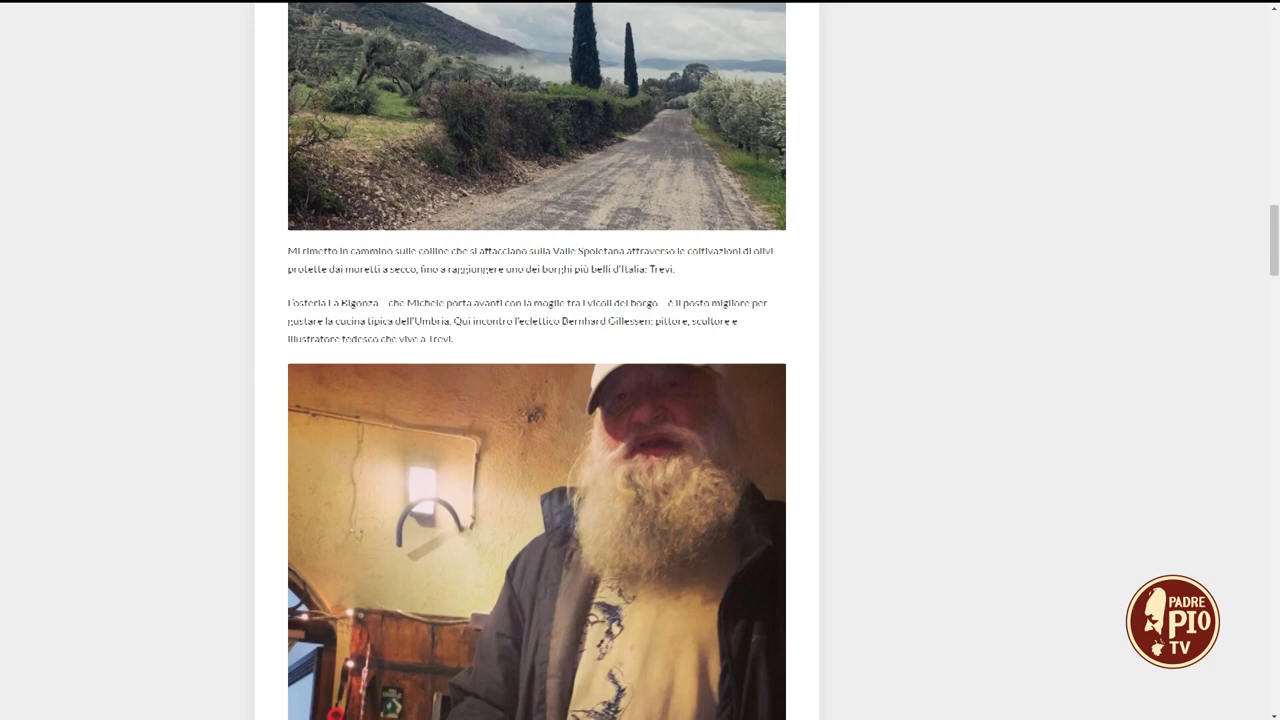 Mi rimetto in cammino sulle colline che si affacciano sulla Valle Spoletana attraverso le coltivazioni di olivi
protette dai muretti a secco, fino a raggiungere uno dei borghi più belli d'Italia: Trevi.
L'osteria La Bigonza – che Michele porta avanti con la moglie tra i vicoli del borgo – è il posto migliore per
gustare la cucina tipica dell'Umbria. Qui incontro l'eclettico Bernhard Gillessen: pittore, scultore e
illustratore tedesco che vive a Trevi.
PADRE
PIO
TV